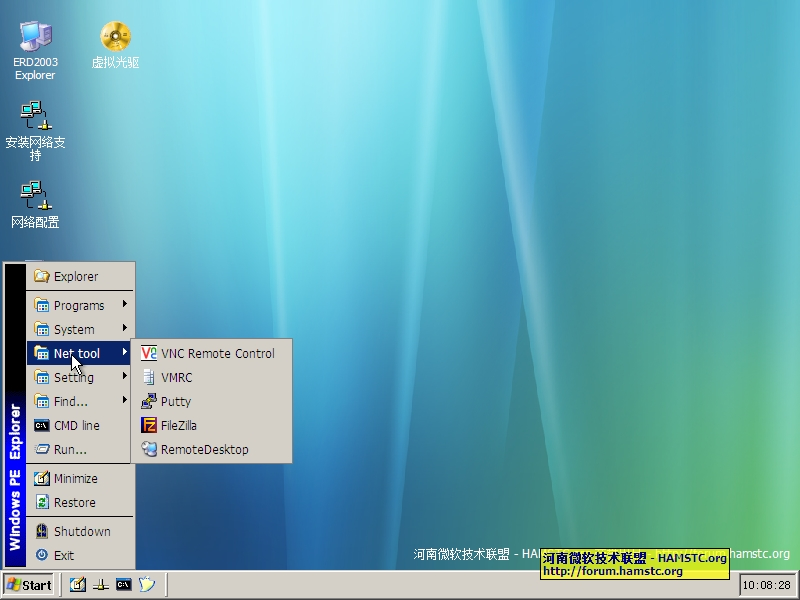 ERD2003
Explorer
虚拟光驱
安装网络支
持
网络配置
Windows PE Explorer
Explorer
Programs
System
Net tool
Setting
Find...
CMD line
Run...
Minimize
Restore
Shutdown
Exit
VNC Remote Control
VMRC
Putty
FileZilla
RemoteDesktop
河南微软技术联盟 - HA
hamstc.org
河南微软技术联盟 - HAMSTC.org
http://forum.hamstc.org
Start
10:08:28